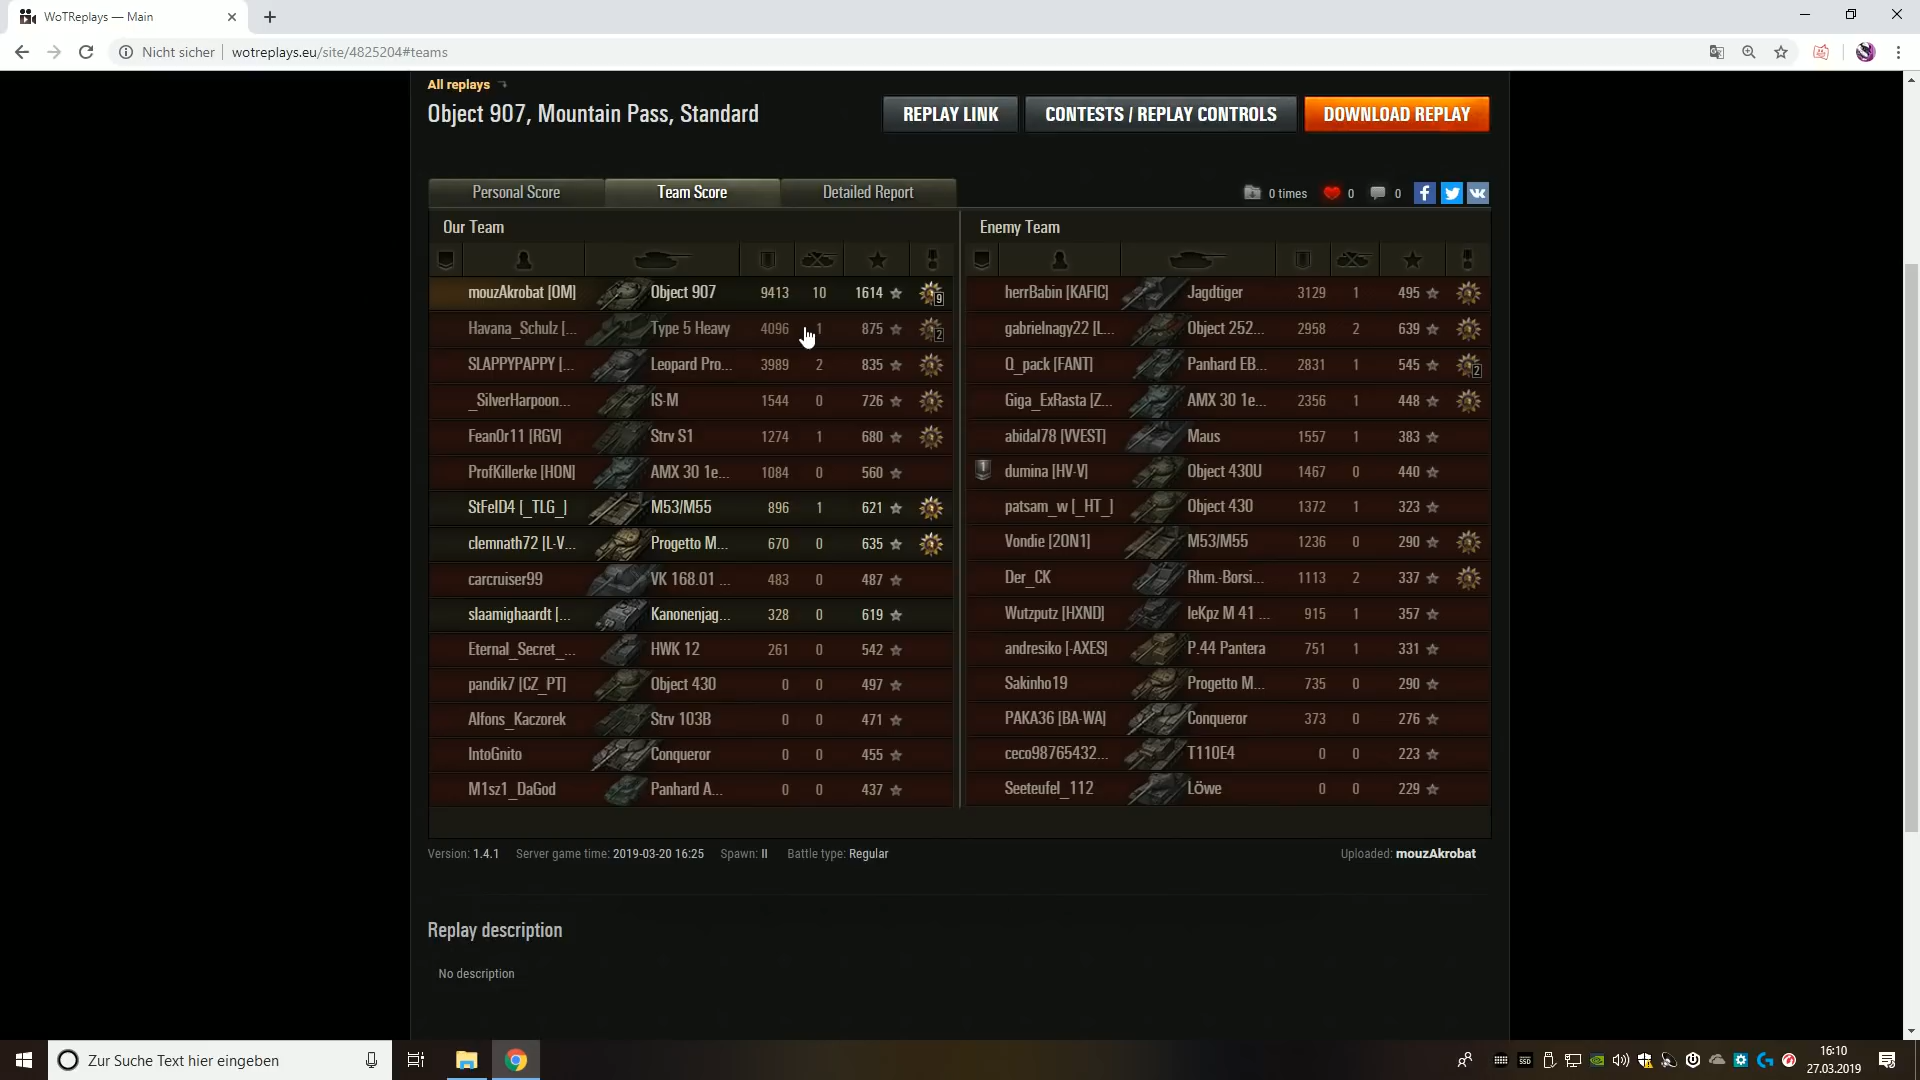 WoTReplays — Main
Nicht sicher | wotreplays.eu/site/4825204#teams
All replays
Object 907, Mountain Pass, Standard
REPLAY LINK
CONTESTS / REPLAY CONTROLS
DOWNLOAD REPLAY
Personal Score
Team Score
Detailed Report
0 times
0
0
Our Team
Enemy Team
mouzAkrobat [OM] Object 907 9413 10 1614 9
herrBabin [KAFIC] Jagdtiger 3129 1 495
Havana_Schulz [... Type 5 Heavy 4096 1 875 2
gabrielnagy22 [L... Object 252... 2958 2 639
SLAPPYPAPPY [... Leopard Pro... 3989 2 835
Q_pack [FANT] Panhard EB... 2831 1 545 2
_SilverHarpoon... IS-M 1544 0 726
Giga_ExRasta [Z... AMX 30 1e... 2356 1 448
Fean0r11 [RGV] Strv S1 1274 1 680
abidal78 [VVEST] Maus 1557 1 383
ProfKillerke [HON] AMX 30 1e... 1084 0 560
1 dumina [HV-V] Object 430U 1467 0 440
StFelD4 [_TLG_] M53/M55 896 1 621
patsam_w [_HT_] Object 430 1372 1 323
clemnath72 [L-V... Progetto M... 670 0 635
Vondie [2ON1] M53/M55 1236 0 290
carcruiser99 VK 168.01 ... 483 0 487
Der_CK Rhm.-Borsi... 1113 2 337
slaamighaardt [... Kanonenjag... 328 0 619
Wutzputz [HXND] leKpz M 41 ... 915 1 357
Eternal_Secret_... HWK 12 261 0 542
andresiko [-AXES] P.44 Pantera 751 1 331
pandik7 [CZ_PT] Object 430 0 0 497
Sakinho19 Progetto M... 735 0 290
Alfons_Kaczorek Strv 103B 0 0 471
PAKA36 [BA-WA] Conqueror 373 0 276
IntoGnito Conqueror 0 0 455
ceco98765432... T110E4 0 0 223
M1sz1_DaGod Panhard A... 0 0 437
Seeteufel_112 Löwe 0 0 229
Version: 1.4.1 Server game time: 2019-03-20 16:25 Spawn: II Battle type: Regular
Uploaded: mouzAkrobat
Replay description
No description
Zur Suche Text hier eingeben
16:10
27.03.2019